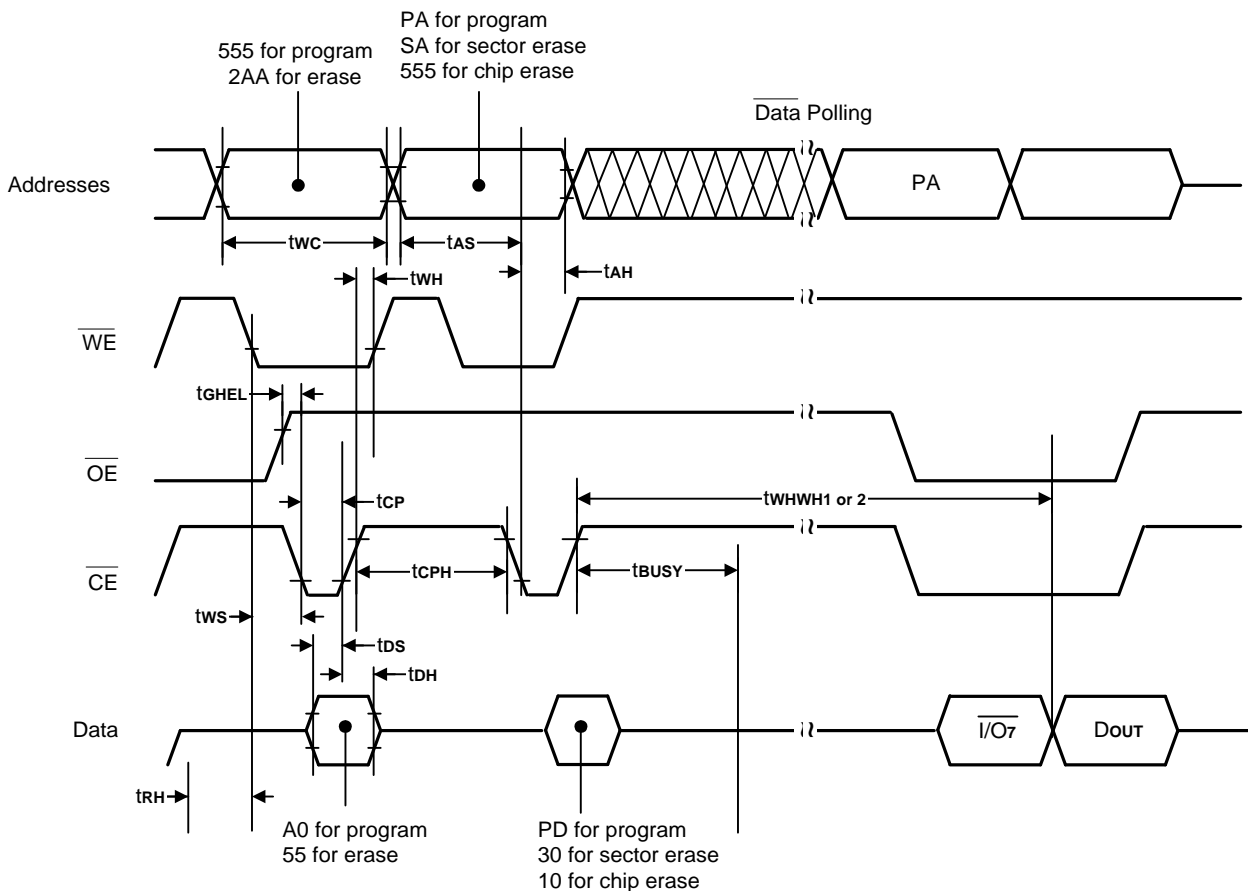 PA for program
SA for sector erase
555 for chip erase
555 for program
2AA for erase
Data Polling
Addresses
PA
tWC
tAS
tWH
tAH
WE
tGHEL
OE
tCP
tWHWH1 or 2
CE
tCPH
tBUSY
tWS
tDS
tDH
Data
I/O7
DOUT
tRH
A0 for program
55 for erase
PD for program
30 for sector erase
10 for chip erase